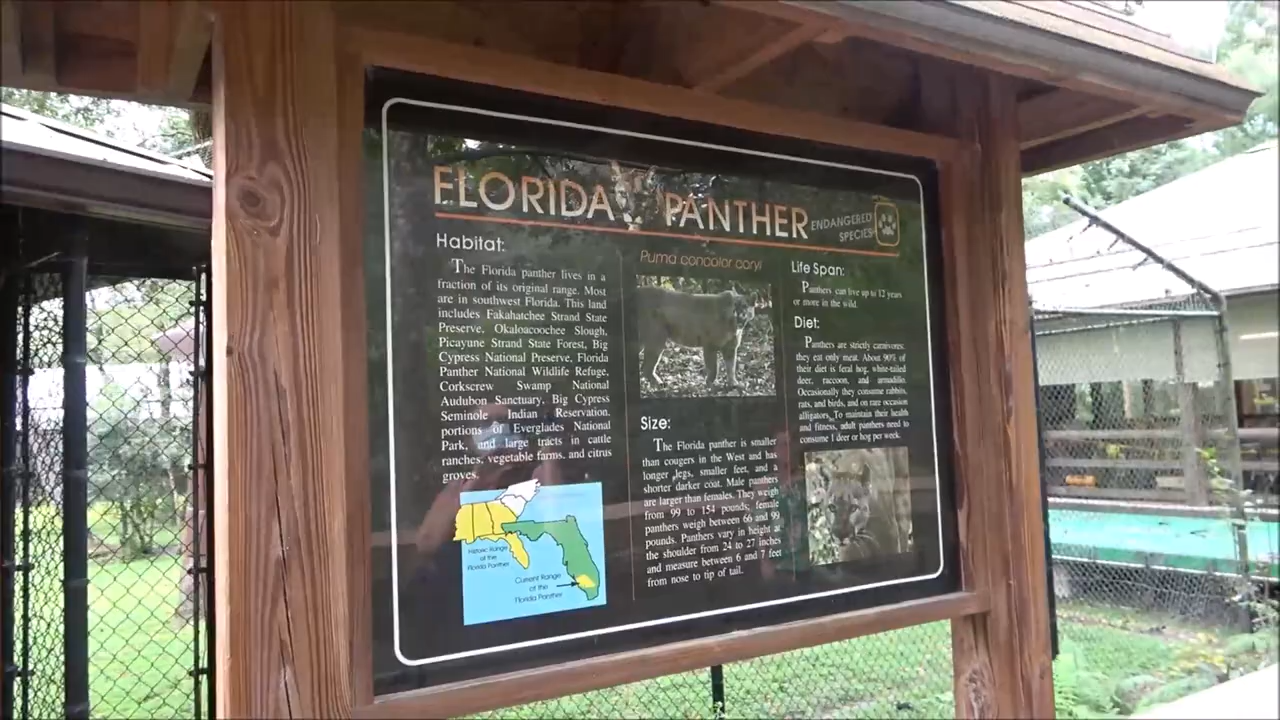 FLORIDA PANTHER
ENDANGERED
SPECIES
Habitat:
The Florida panther lives in a
fraction of its original range. Most
are in southwest Florida. This land
includes Fakahatchee Strand State
Preserve, Okaloacoochee Slough,
Picayune Strand State Forest, Big
Cypress National Preserve, Florida
Panther National Wildlife Refuge,
Corkscrew Swamp National
Audubon Sanctuary, Big Cypress
Seminole Indian Reservation,
portions of Everglades National
Park, and large tracts in cattle
ranches, vegetable farms, and citrus
groves.
Historic Range
of the
Florida Panther
Current Range
of the
Florida Panther
Puma concolor coryi
Size:
The Florida panther is smaller
than cougers in the West and has
longer legs, smaller feet, and a
shorter darker coat. Male panthers
are larger than females. They weigh
from 99 to 154 pounds; female
panthers weigh between 66 and 99
pounds. Panthers vary in height at
the shoulder from 24 to 27 inches
and measure between 6 and 7 feet
from nose to tip of tail.
Life Span:
Panthers can live up to 12 years
or more in the wild.
Diet:
Panthers are strictly carnivores;
they eat only meat. About 90% of
their diet is feral hog, white-tailed
deer, raccoon, and armadillo.
Occasionally they consume rabbits,
rats, and birds, and on rare occasion
alligators. To maintain their health
and fitness, adult panthers need to
consume 1 deer or hog per week.